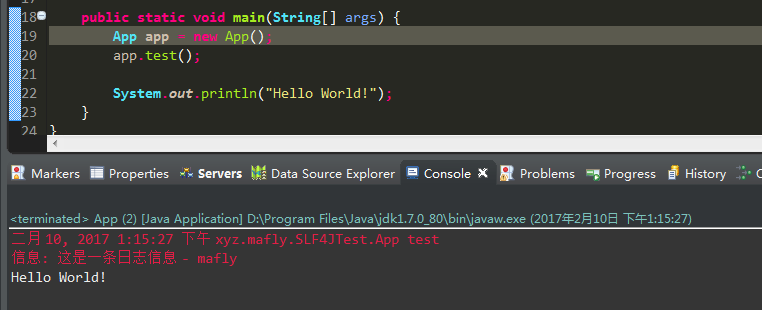 18 public static void main(String[] args) {
19 App app = new App();
20 app.test();
21
22 System.out.println("Hello World!");
23 }
24 }
Markers Properties Servers Data Source Explorer Console Problems Progress History
<terminated> App (2) [Java Application] D:\Program Files\Java\jdk1.7.0_80\bin\javaw.exe (2017年2月10日 下午1:15:27)
二月 10, 2017 1:15:27 下午 xyz.mafly.SLF4JTest.App test
信息: 这是一条日志信息 - mafly
Hello World!